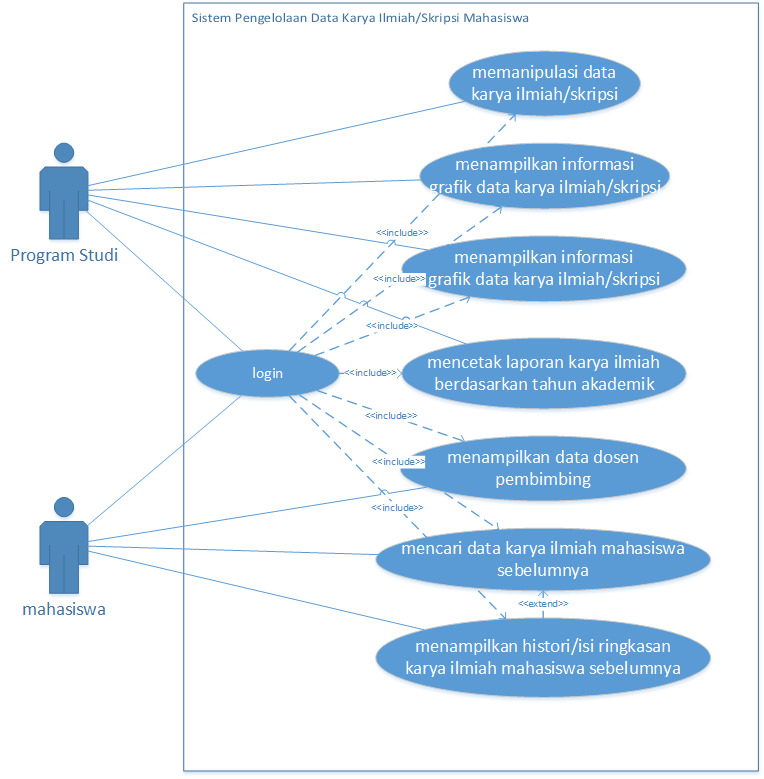 Sistem Pengelolaan Data Karya Ilmiah/Skripsi Mahasiswa
memanipulasi data
karya ilmiah/skripsi
menampilkan informasi
grafik data karya ilmiah/skripsi
Program Studi
<<include>>
menampilkan informasi
grafik data karya ilmiah/skripsi
<<include>>
<<include>>
login
<<include>>
mencetak laporan karya ilmiah
berdasarkan tahun akademik
<<include>>
menampilkan data dosen
pembimbing
<<include>>
<<include>>
mencari data karya ilmiah mahasiswa
sebelumnya
mahasiswa
<<extend>>
menampilkan histori/isi ringkasan
karya ilmiah mahasiswa sebelumnya